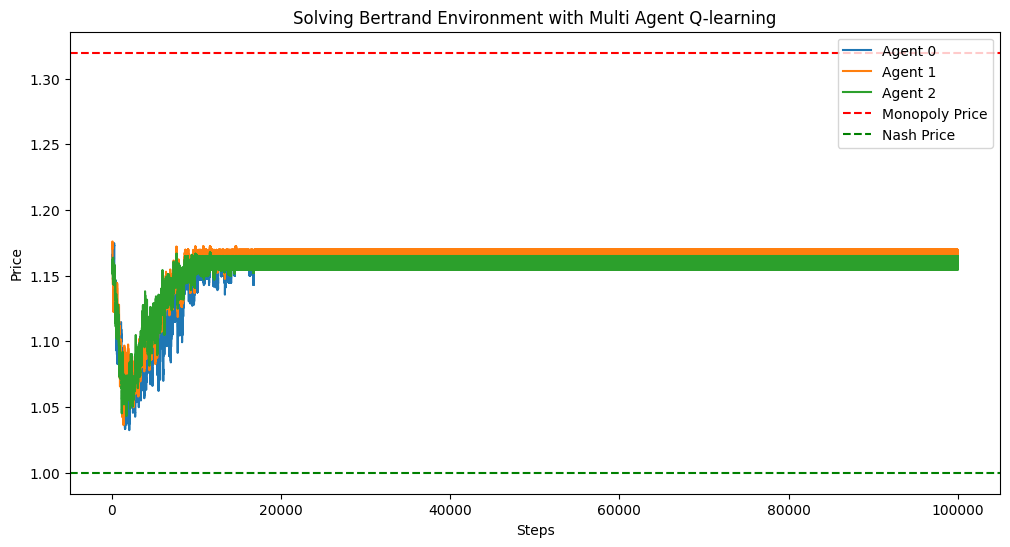 Solving Bertrand Environment with Multi Agent Q-learning
Agent 0
Agent 1
Agent 2
Monopoly Price
Nash Price
1.30
1.25
1.20
1.15
1.10
1.05
1.00
Price
0
20000
40000
60000
80000
100000
Steps